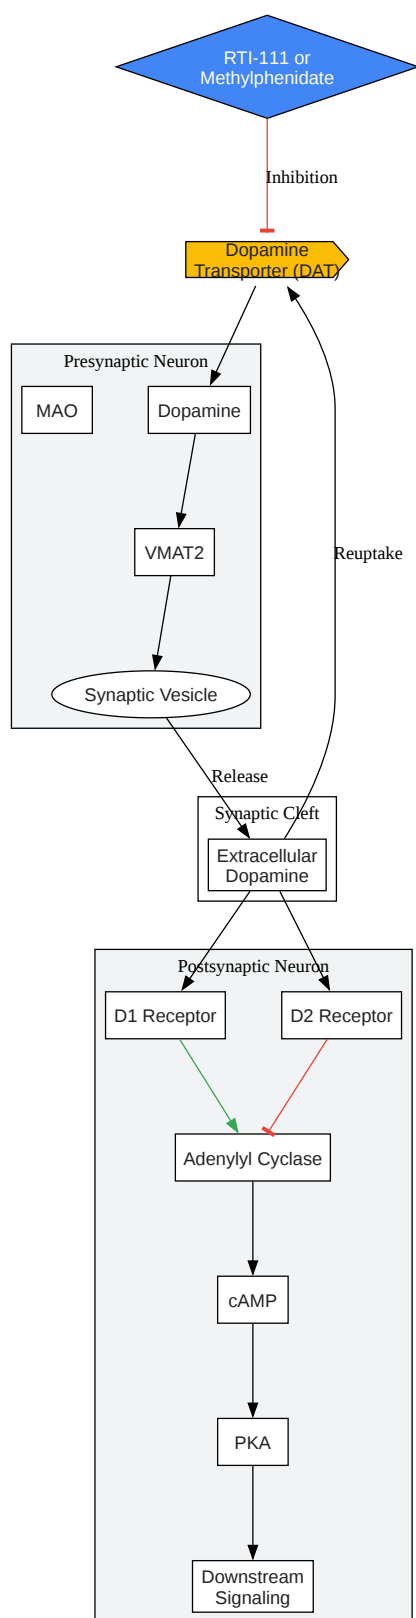 RTI-111 or
Methylphenidate
Inhibition
Dopamine
Transporter (DAT)
Presynaptic Neuron
MAO
Dopamine
VMAT2
Reuptake
Synaptic Vesicle
Release
Synaptic Cleft
Extracellular
Dopamine
Postsynaptic Neuron
D1 Receptor
D2 Receptor
Adenylyl Cyclase
cAMP
PKA
Downstream
Signaling